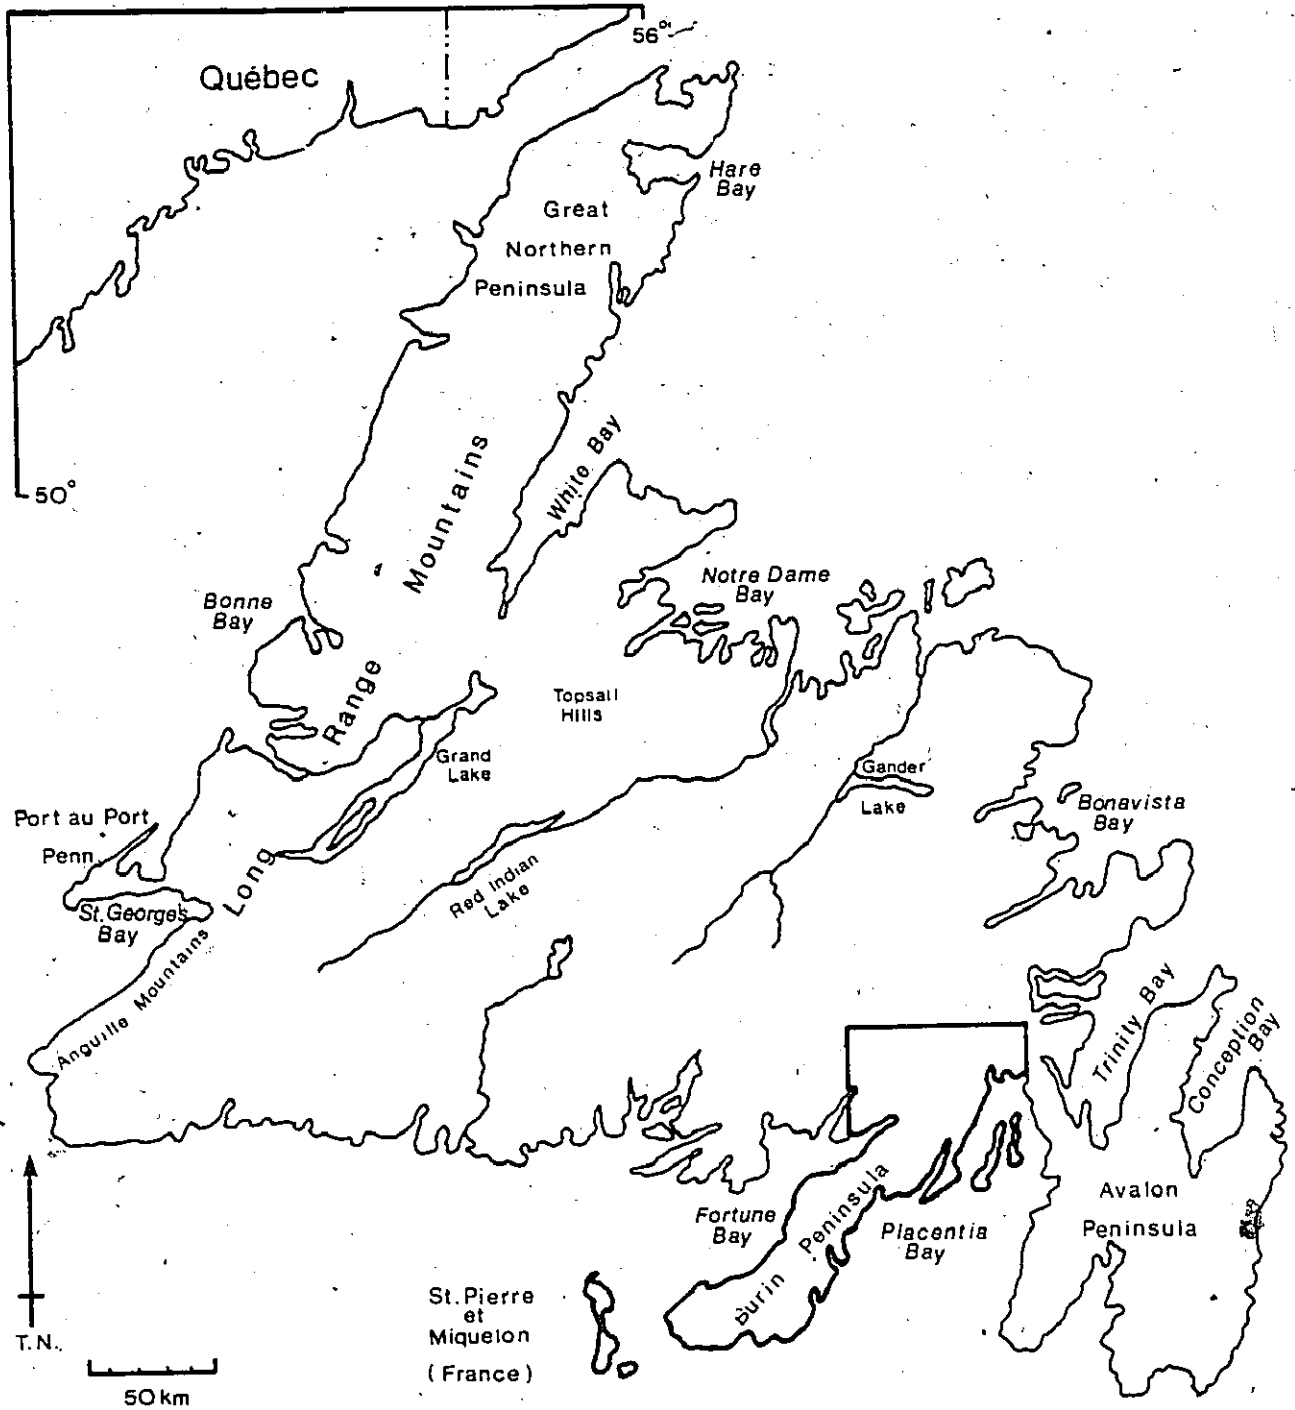 56°
Québec
Hare
Bay
Great
Northern
Peninsula
50°
Mountains
White Bay
Notre Dame
Bay
Bonne
Bay
Range
Topsail
Hills
Grand
Lake
Gander
Lake
Port au Port
Penn.
Bonavista
Bay
Long
Red Indian
Lake
St. George's
Bay
Anguille Mountains
Trinity Bay
Conception
Bay
Avalon
Peninsula
Fortune
Bay
Burin Peninsula
Placentia
Bay
St. Pierre
et
Miquelon
(France)
T.N.
50 km